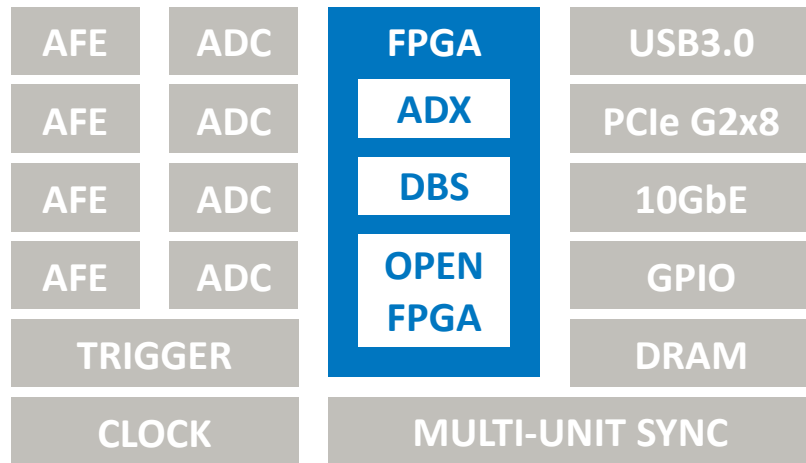 AFE ADC FPGA USB3.0
AFE ADC ADX PCIe G2x8
AFE ADC DBS 10GbE
AFE ADC OPEN GPIO
FPGA
TRIGGER DRAM
CLOCK MULTI-UNIT SYNC